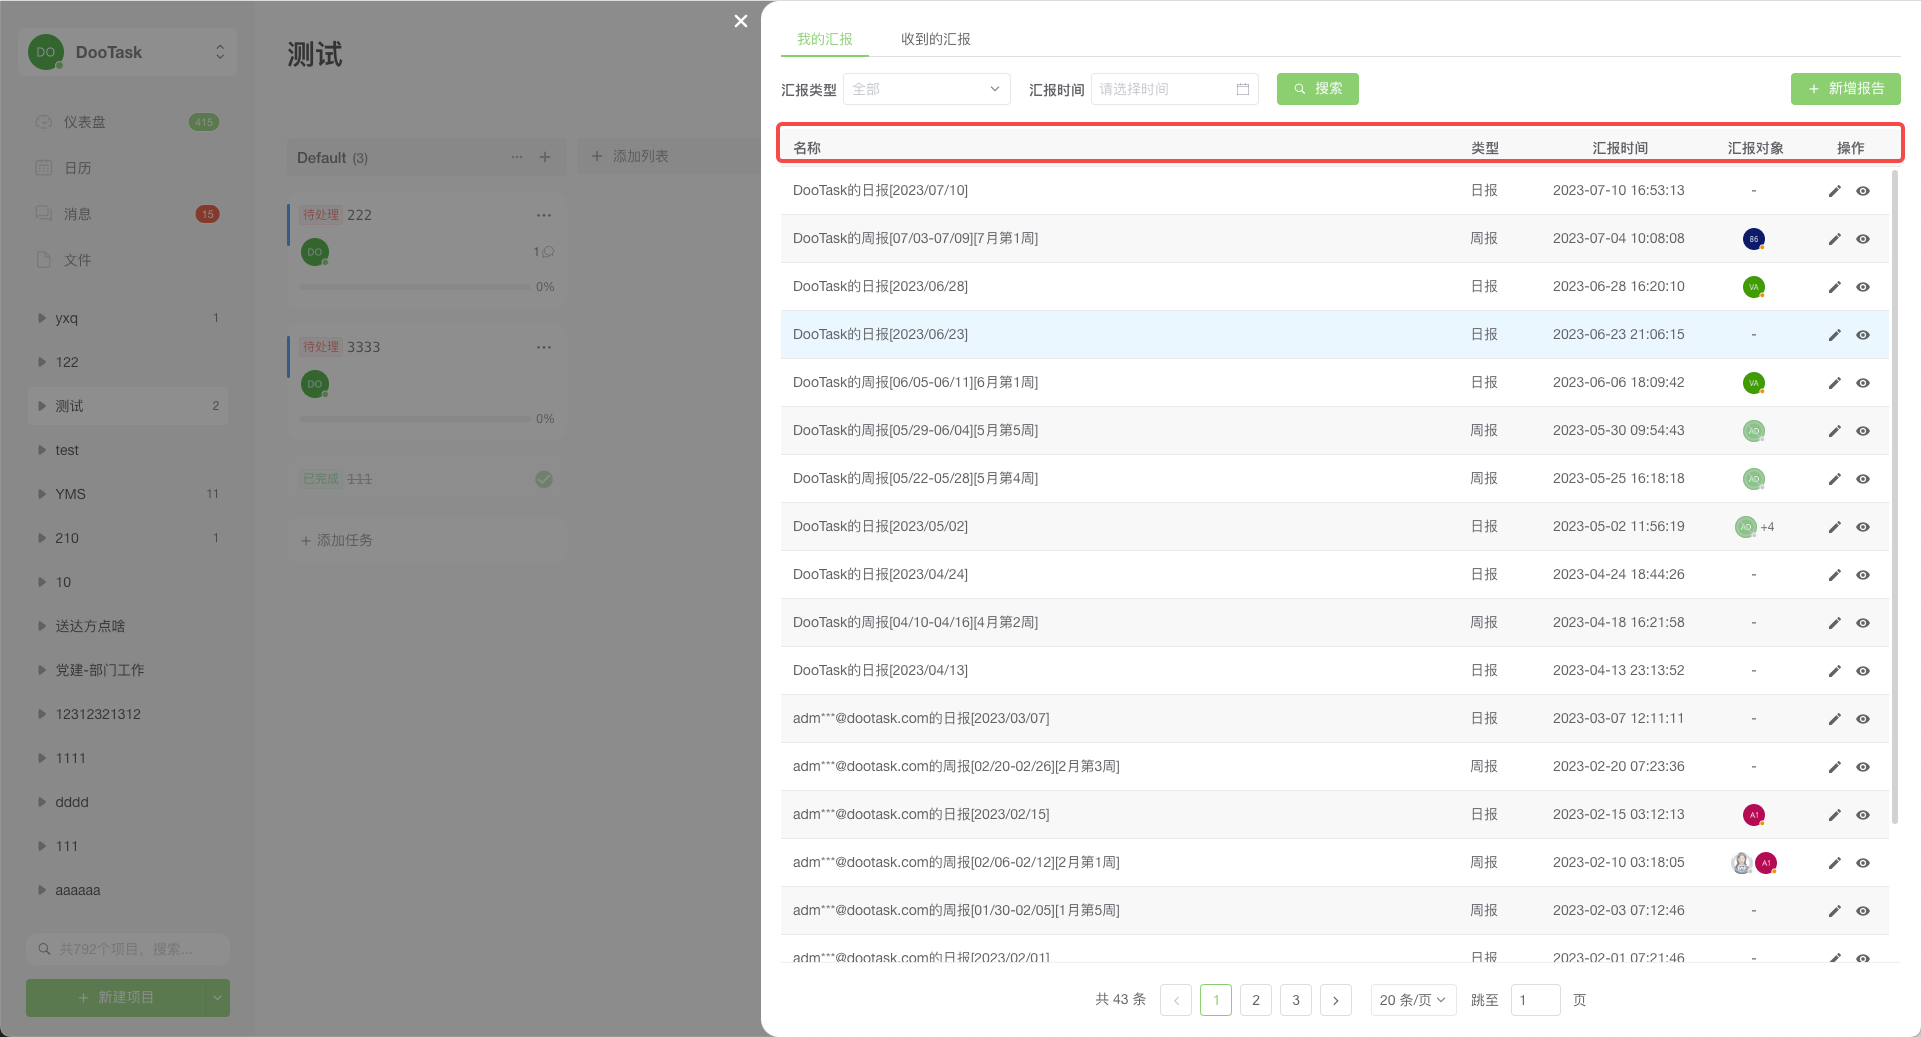 DO DooTask
仪表盘 415
日历
消息 15
文件
yxq 1
122
测试 2
test
YMS 11
210 1
10
送达方点啥
党建-部门工作
12312321312
1111
dddd
111
aaaaaa
共792个项目，搜索...
+ 新建项目
测试
Default (3) ··· +
+ 添加列表
待处理 222 ···
DO 1
0%
待处理 3333 ···
DO
0%
已完成 111
+ 添加任务
我的汇报 收到的汇报
汇报类型 全部 汇报时间 请选择时间 搜索 + 新增报告
名称 类型 汇报时间 汇报对象 操作
DooTask的日报[2023/07/10] 日报 2023-07-10 16:53:13 -
DooTask的周报[07/03-07/09][7月第1周] 周报 2023-07-04 10:08:08 86
DooTask的日报[2023/06/28] 日报 2023-06-28 16:20:10 VA
DooTask的日报[2023/06/23] 日报 2023-06-23 21:06:15 -
DooTask的周报[06/05-06/11][6月第1周] 日报 2023-06-06 18:09:42 VA
DooTask的周报[05/29-06/04][5月第5周] 周报 2023-05-30 09:54:43 AD
DooTask的周报[05/22-05/28][5月第4周] 周报 2023-05-25 16:18:18 AD
DooTask的日报[2023/05/02] 日报 2023-05-02 11:56:19 AD +4
DooTask的日报[2023/04/24] 日报 2023-04-24 18:44:26 -
DooTask的周报[04/10-04/16][4月第2周] 周报 2023-04-18 16:21:58 -
DooTask的日报[2023/04/13] 日报 2023-04-13 23:13:52 -
adm***@dootask.com的日报[2023/03/07] 日报 2023-03-07 12:11:11 -
adm***@dootask.com的周报[02/20-02/26][2月第3周] 周报 2023-02-20 07:23:36 -
adm***@dootask.com的日报[2023/02/15] 日报 2023-02-15 03:12:13 A1
adm***@dootask.com的周报[02/06-02/12][2月第1周] 周报 2023-02-10 03:18:05 A1
adm***@dootask.com的周报[01/30-02/05][1月第5周] 周报 2023-02-03 07:12:46 -
adm***@dootask.com的日报[2023/02/01] 日报 2023-02-01 07:21:46 -
共 43 条 < 1 2 3 > 20 条/页 跳至 1 页